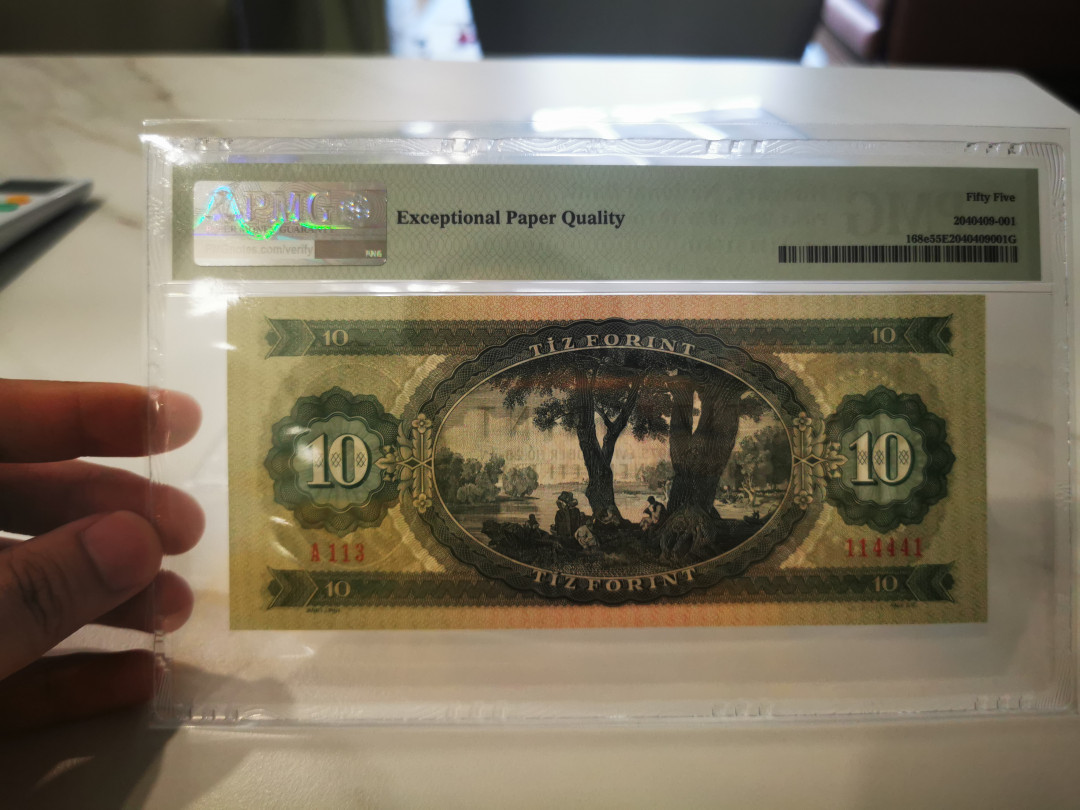 PMG
Exceptional Paper Quality
Fifty Five
2040409-001
168e55E2040409001G
10
10
TÍZ FORINT
10
10
A 113
114441
TÍZ FORINT
10
10